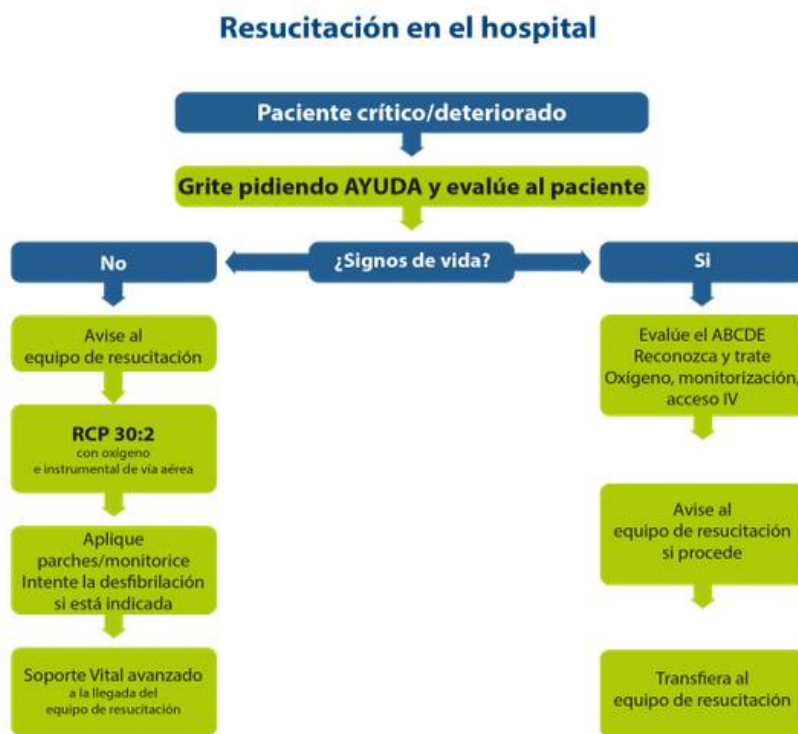 Resucitación en el hospital
Paciente crítico/deteriorado
Grite pidiendo AYUDA y evalúe al paciente
No
¿Signos de vida?
Si
Avise al
equipo de resucitación
RCP 30:2
con oxígeno
e instrumental de vía aérea
Aplique
parches/monitorice
Intente la desfibrilación
si está indicada
Soporte Vital avanzado
a la llegada del
equipo de resucitación
Evalúe el ABCDE
Reconozca y trate
Oxígeno, monitorización,
acceso IV
Avise al
equipo de resucitación
si procede
Transfiera al
equipo de resucitación